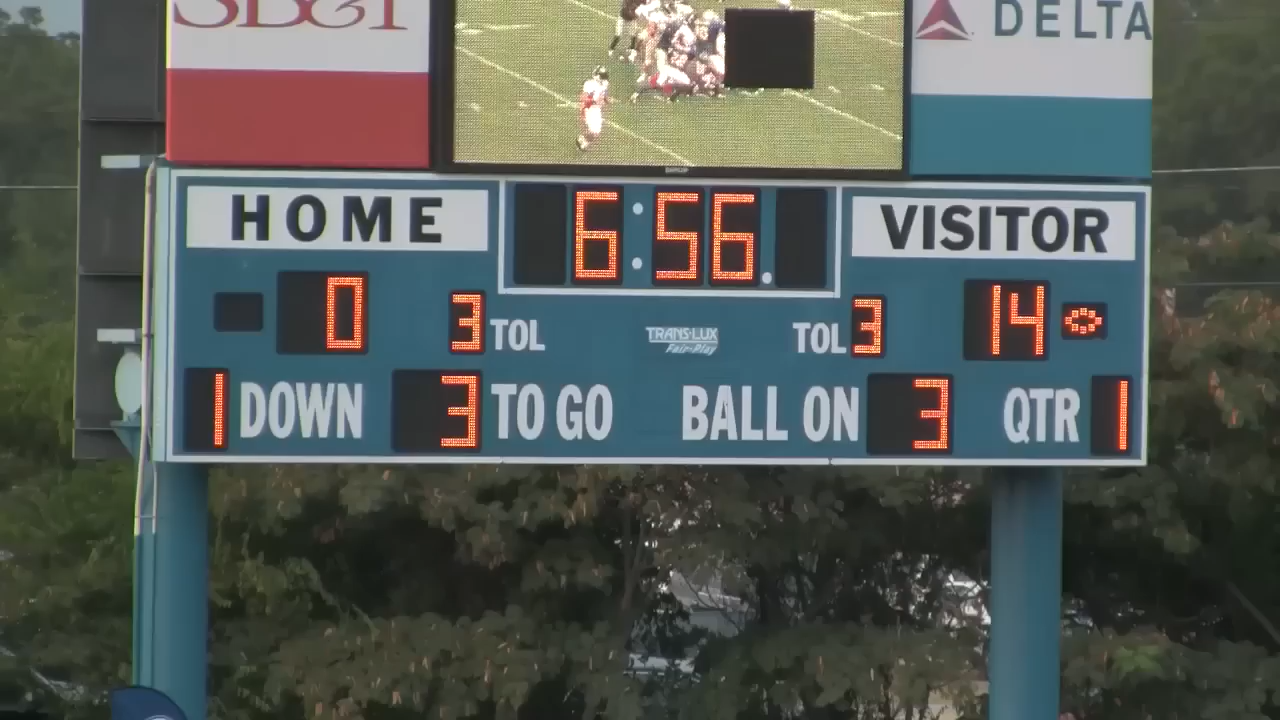 DELTA
HOME
6:56.
VISITOR
0
3 TOL
TRANS-LUX
Fair-Play
TOL 3
14
1 DOWN
3 TO GO
BALL ON 3
QTR 1